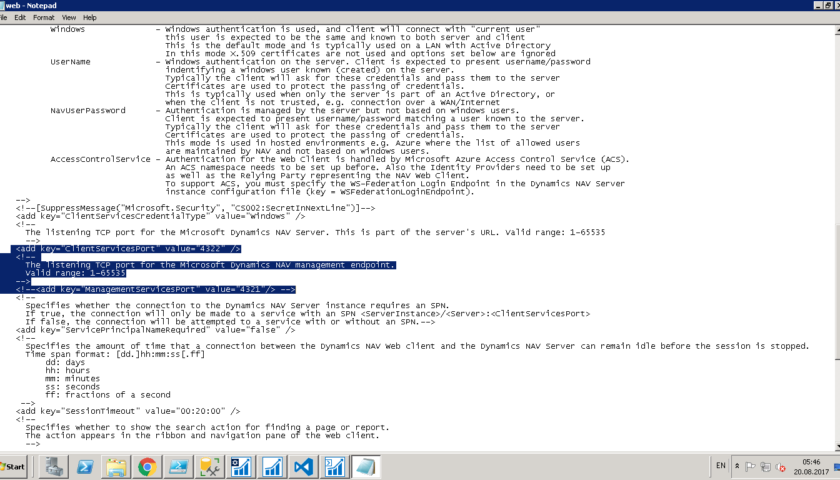 web - Notepad
File Edit Format View Help
Windows - Windows authentication is used, and client will connect with "current user"
this user is expected to be the same and known to both server and client
This is the default mode and is typically used on a LAN with Active Directory
In this mode X.509 certificates are not used and options set below are ignored
UserName - Windows authentication on the server. Client is expected to present username/password
indentifying a windows user known (created) on the server.
Typically the client will ask for these credentials and pass them to the server
Certificates are used to protect the passing of credentials.
This is typically used when only the server is part of an Active Directory, or
when the client is not trusted, e.g. connection over a WAN/Internet
NavUserPassword - Authentication is managed by the server but not based on windows users.
Client is expected to present username/password matching a user known to the server.
Typically the client will ask for these credentials and pass them to the server
Certificates are used to protect the passing of credentials.
This mode is used in hosted environments e.g. Azure where the list of allowed users
are maintained by NAV and not based on windows users.
AccessControlService - Authentication for the Web Client is handled by Microsoft Azure Access Control Service (ACS).
An ACS namespace needs to be set up before. Also the Identity Providers need to be set up
as well as the Relying Party representing the NAV Web Client.
To support ACS, you must specify the WS-Federation Login Endpoint in the Dynamics NAV Server
instance configuration file (key = WSFederationLoginEndpoint).
-->
<!--[SuppressMessage("Microsoft.Security", "CS002:SecretInNextLine")]-->
<add key="ClientServicesCredentialType" value="Windows" />
<!--
The listening TCP port for the Microsoft Dynamics NAV Server. This is part of the server's URL. Valid range: 1-65535
-->
<add key="ClientServicesPort" value="4322" />
<!--
The listening TCP port for the Microsoft Dynamics NAV management endpoint.
Valid range: 1-65535
-->
<!--<add key="ManagementServicesPort" value="4321"/> -->
<!--
Specifies whether the connection to the Dynamics NAV Server instance requires an SPN.
If true, the connection will only be made to a service with an SPN <ServerInstance>/<Server>:<ClientServicesPort>
If false, the connection will be attempted to a service with or without an SPN.-->
<add key="ServicePrincipalNameRequired" value="false" />
<!--
Specifies the amount of time that a connection between the Dynamics NAV web client and the Dynamics NAV Server can remain idle before the session is stopped.
Time span format: [dd.]hh:mm:ss[.ff]
dd: days
hh: hours
mm: minutes
ss: seconds
ff: fractions of a second
-->
<add key="SessionTimeout" value="00:20:00" />
<!--
Specifies whether to show the search action for finding a page or report.
The action appears in the ribbon and navigation pane of the web client.
-->
Start
EN
05:46
20.08.2017